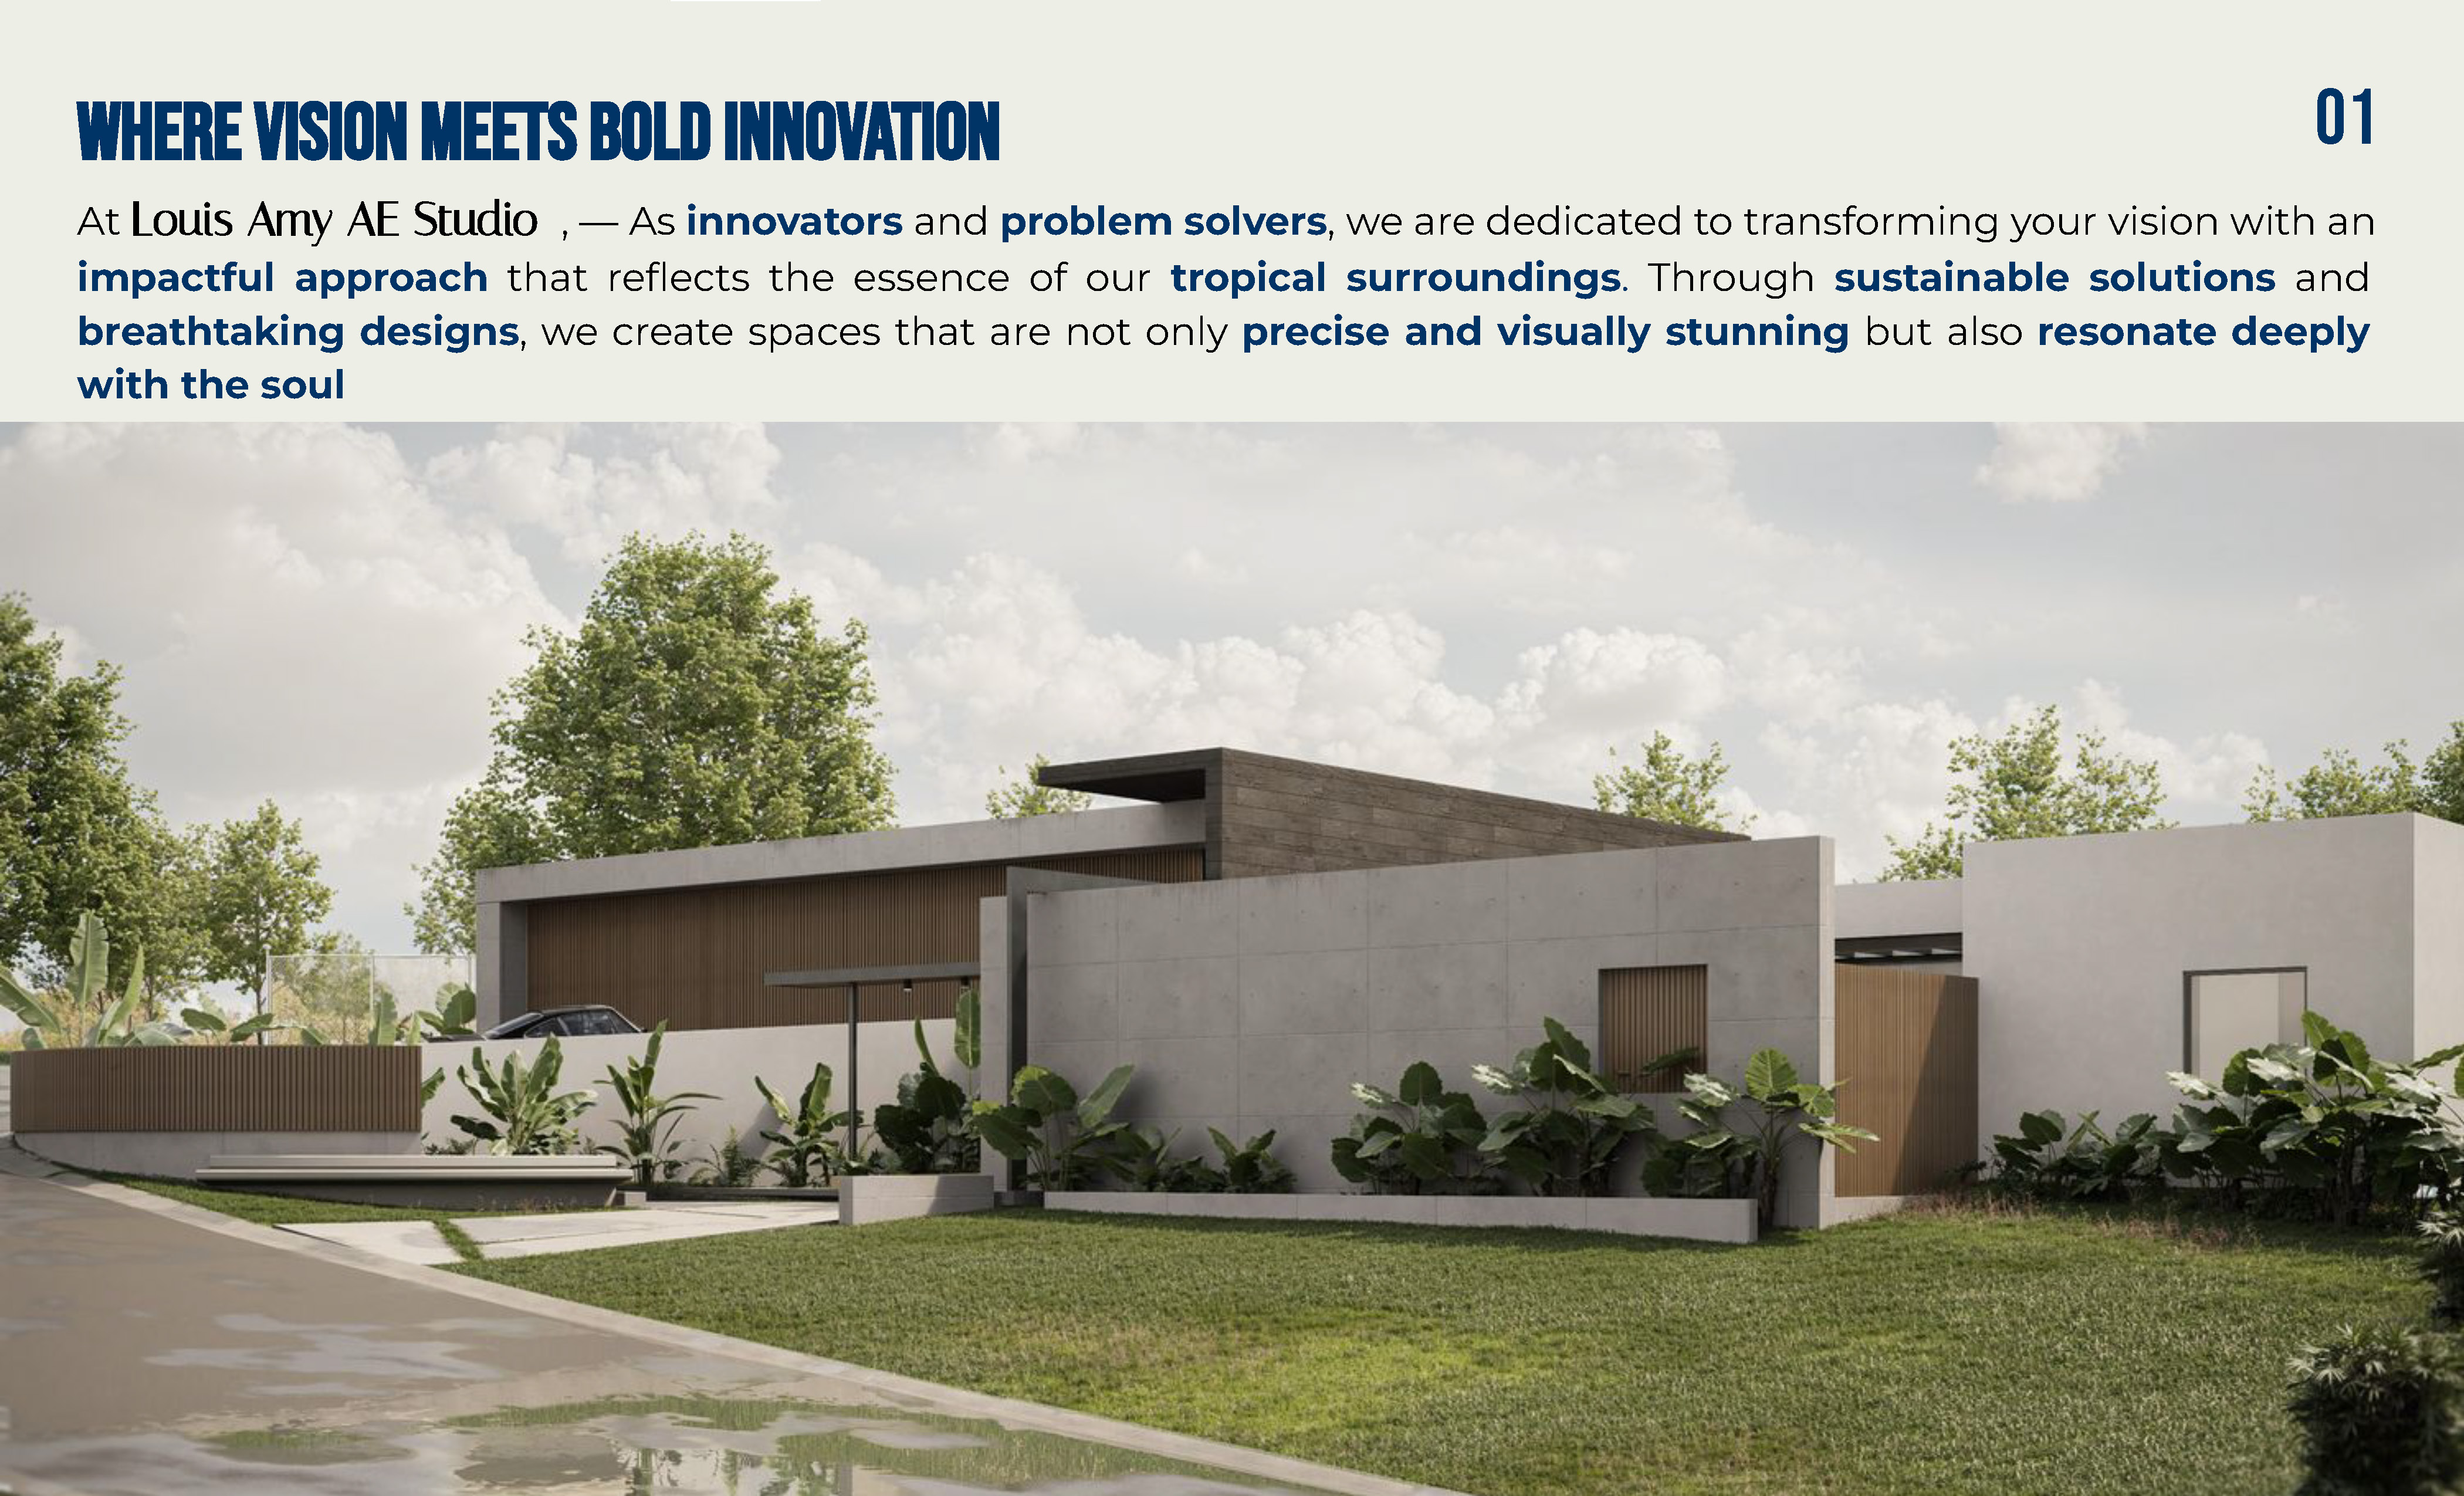 WHERE VISION MEETS BOLD INNOVATION
01
At Louis Amy AE Studio , — As innovators and problem solvers, we are dedicated to transforming your vision with an
impactful approach that reflects the essence of our tropical surroundings. Through sustainable solutions and
breathtaking designs, we create spaces that are not only precise and visually stunning but also resonate deeply
with the soul